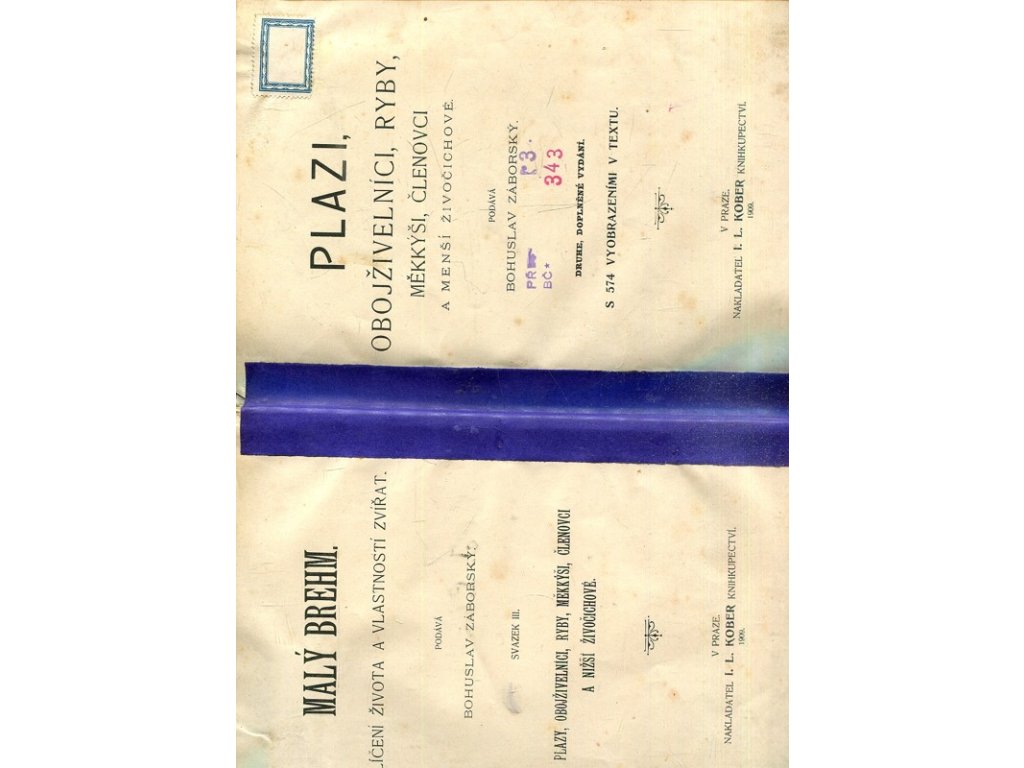 MALÝ BREHM.
LÍČENÍ ŽIVOTA A VLASTNOSTÍ ZVÍŘAT.
PODÁVÁ
BOHUSLAV ZÁBORSKÝ.
SVAZEK III.
PLAZY, OBOJŽIVELNÍCI, RYBY, MĚKKÝŠI, ČLENOVCI
A NIŽŠÍ ŽIVOČICHOVÉ.
V PRAZE.
NAKLADATEL I. L. KOBER KNIHKUPECTVÍ.
1909.
PLAZI,
OBOJŽIVELNÍCI, RYBY,
MĚKKÝŠI, ČLENOVCI
A MENŠÍ ŽIVOČICHOVÉ.
PODÁVÁ
BOHUSLAV ZÁBORSKÝ.
BČ*
343
DRUHÉ, DOPLNĚNÉ VYDÁNÍ.
S 574 VYOBRAZENÍMI V TEXTU.
V PRAZE.
NAKLADATEL I. L. KOBER KNIHKUPECTVÍ.
1909.